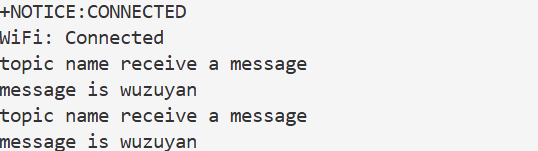 +NOTICE:CONNECTED
WiFi: Connected
topic name receive a message
message is wuzuyan
topic name receive a message
message is wuzuyan